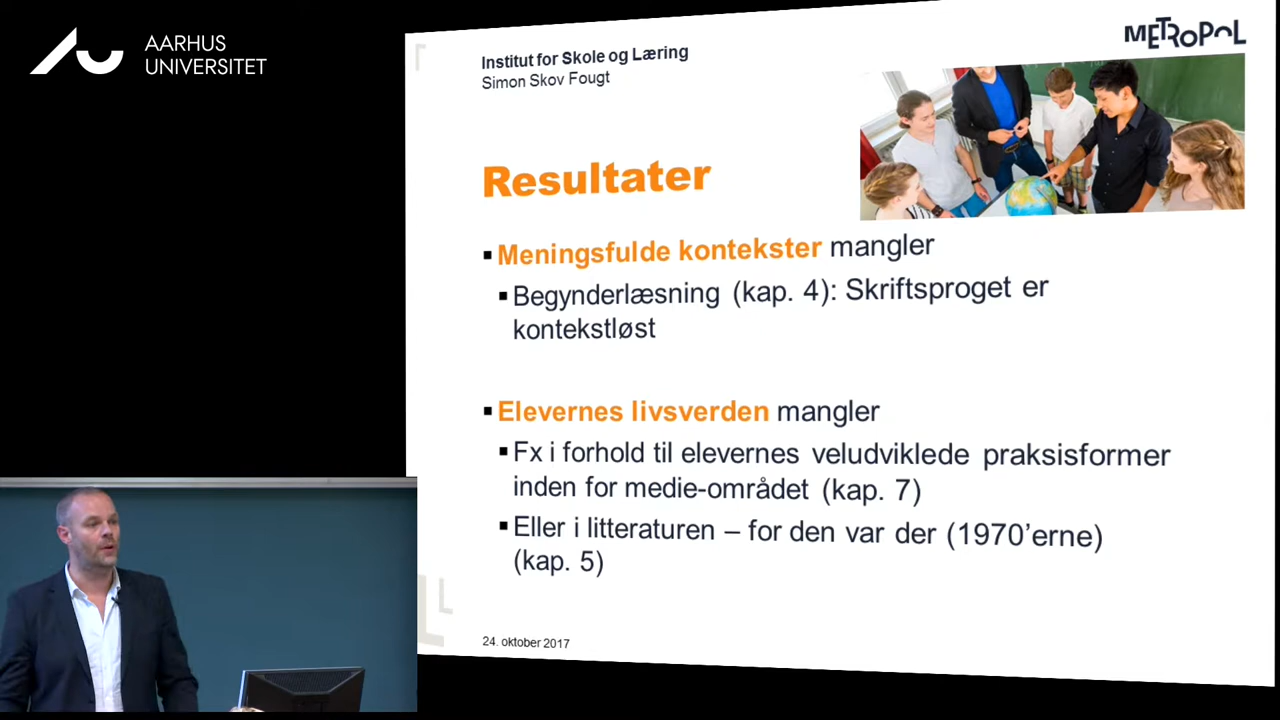 AARHUS
UNIVERSITET
Institut for Skole og Læring
Simon Skov Fougt
METROPOL
Resultater
Meningsfulde kontekster mangler
Begynderlæsning (kap. 4): Skriftsproget er
kontekstløst
Elevernes livsverden mangler
Fx i forhold til elevernes veludviklede praksisformer
inden for medie-området (kap. 7)
Eller i litteraturen – for den var der (1970’erne)
(kap. 5)
24. oktober 2017